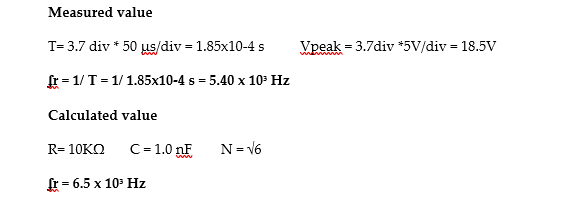 Measured value
T= 3.7 div * 50 µs/div = 1.85x10-4 s Vpeak = 3.7div *5V/div = 18.5V
fr = 1/ T = 1/ 1.85x10-4 s = 5.40 x 10³ Hz
Calculated value
R= 10KΩ C = 1.0 nF N = √6
fr = 6.5 x 10³ Hz